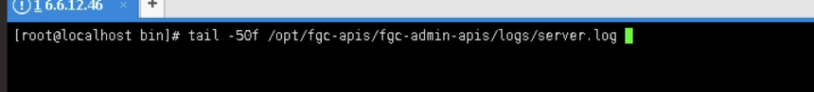 1 6.6.12.46 × +
[root@localhost bin]# tail -50f /opt/fgc-apis/fgc-admin-apis/logs/server.log